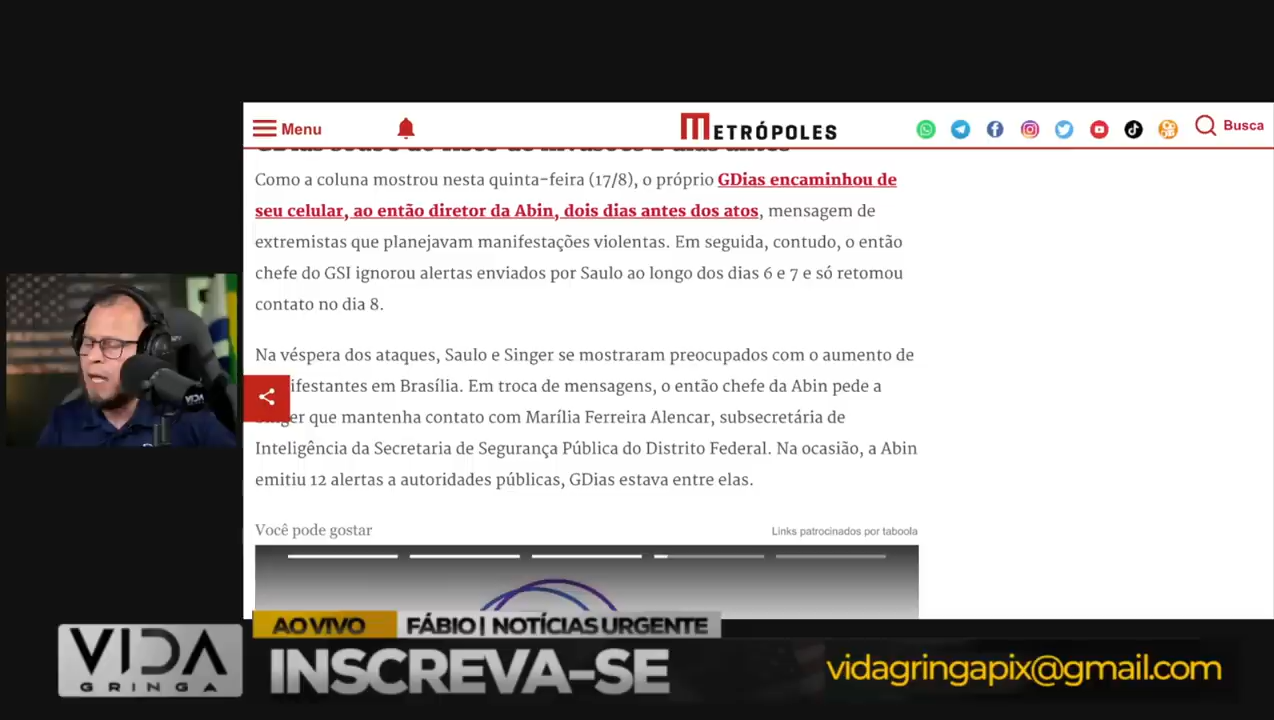 Menu
METRÓPOLES
Busca
Como a coluna mostrou nesta quinta-feira (17/8), o próprio GDias encaminhou de
seu celular, ao então diretor da Abin, dois dias antes dos atos, mensagem de
extremistas que planejavam manifestações violentas. Em seguida, contudo, o então
chefe do GSI ignorou alertas enviados por Saulo ao longo dos dias 6 e 7 e só retomou
contato no dia 8.
Na véspera dos ataques, Saulo e Singer se mostraram preocupados com o aumento de
ifestantes em Brasília. Em troca de mensagens, o então chefe da Abin pede a
Singer que mantenha contato com Marília Ferreira Alencar, subsecretária de
Inteligência da Secretaria de Segurança Pública do Distrito Federal. Na ocasião, a Abin
emitiu 12 alertas a autoridades públicas, GDias estava entre elas.
Você pode gostar
Links patrocinados por taboola
VIDA
AO VIVO
FÁBIO | NOTÍCIAS URGENTE
VIDA
GRINGA
INSCREVA-SE
vidagringapix@gmail.com